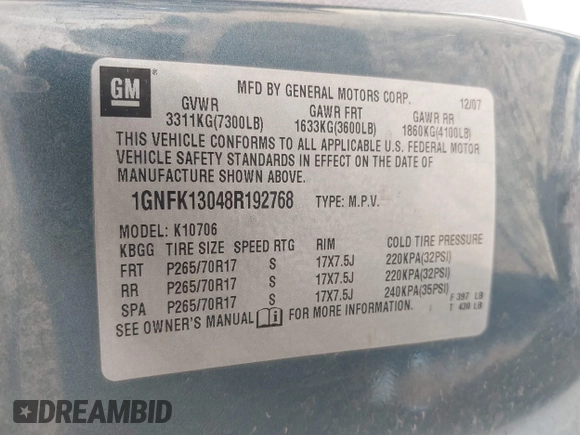 GM ®
MFD BY GENERAL MOTORS CORP. 12/07
GVWR GAWR FRT GAWR RR
3311KG(7300LB) 1633KG(3600LB) 1860KG(4100LB)
THIS VEHICLE CONFORMS TO ALL APPLICABLE U.S. FEDERAL MOTOR
VEHICLE SAFETY STANDARDS IN EFFECT ON THE DATE OF
MANUFACTURE SHOWN ABOVE.
1GNFK13048R192768 TYPE: M.P.V.
MODEL: K10706
KBGG TIRE SIZE SPEED RTG RIM COLD TIRE PRESSURE
FRT P265/70R17 S 17X7.5J 220KPA(32PSI)
RR P265/70R17 S 17X7.5J 220KPA(32PSI)
SPA P265/70R17 S 17X7.5J 240KPA(35PSI)
SEE OWNER'S MANUAL FOR MORE INFORMATION.
F 397 LB
T 430 LB
DREAMBID